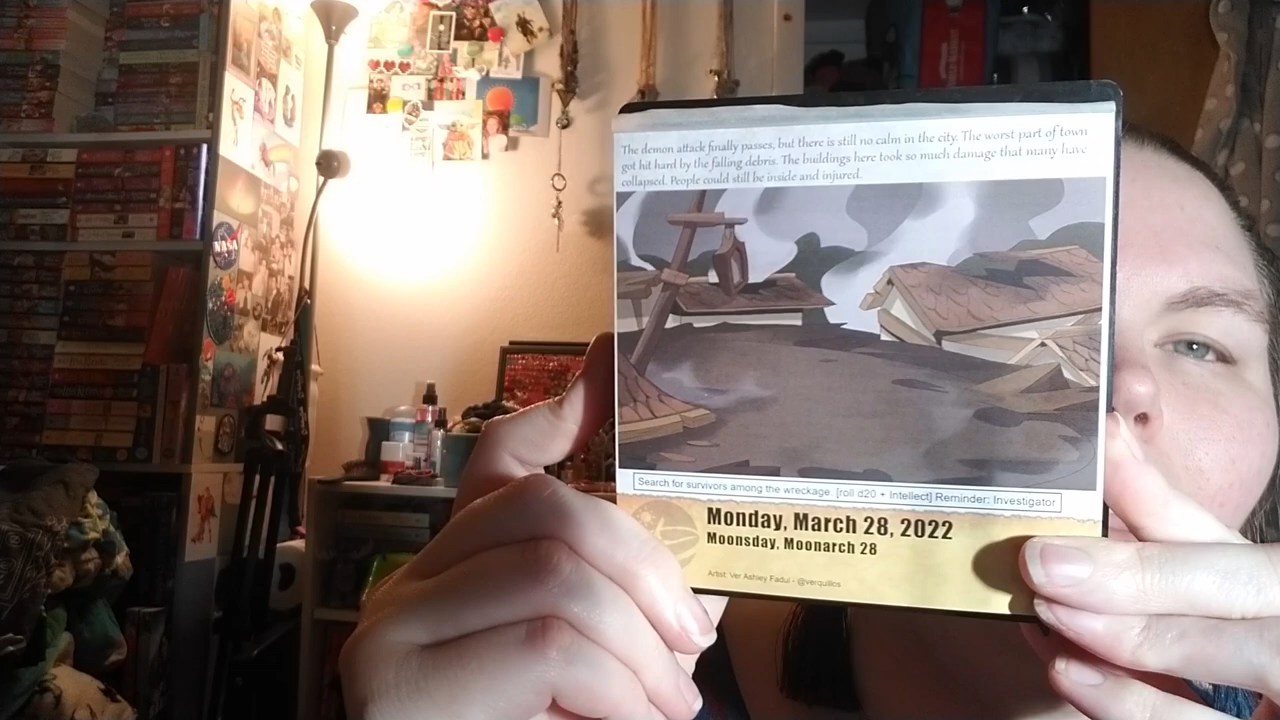 NASA
The demon attack finally passes, but there is still no calm in the city. The worst part of town
got hit hard by the falling debris. The buildings here took so much damage that many have
collapsed. People could still be inside and injured.
Search for survivors among the wreckage. [roll d20 + Intellect] Reminder: Investigator
Monday, March 28, 2022
Moonsday, Moonarch 28
Artist: Ver Ashley Fadul - @verquillos